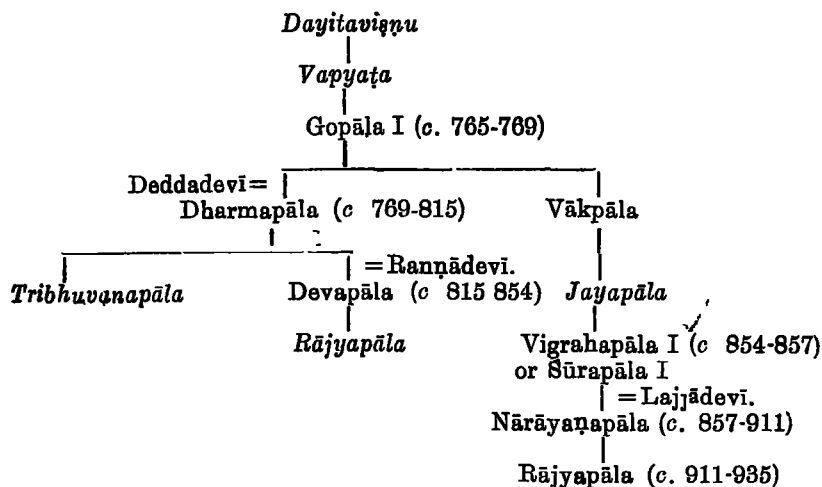 Dayitaviṣṇu
Vapyaṭa
Gopāla I (c. 765-769)
Deddadevī=
Dharmapāla (c 769-815) Vākpāla
=Raṇṇādevī.
Tribhuvanapāla Devapāla (c 815 854) Jayapāla
Rājyapāla Vigrahapāla I (c 854-857)
or Sūrapāla I
=Lajjādevī.
Nārāyaṇapāla (c. 857-911)
Rājyapāla (c. 911-935)